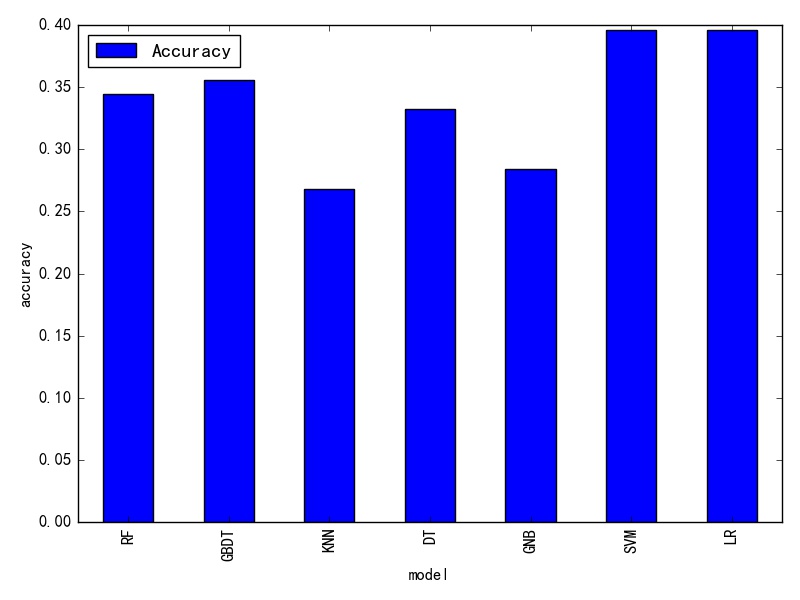 0.40
Accuracy
0.35
0.30
0.25
0.20
0.15
0.10
0.05
0.00
accuracy
RF
GBDT
KNN
DT
GNB
SVM
LR
model